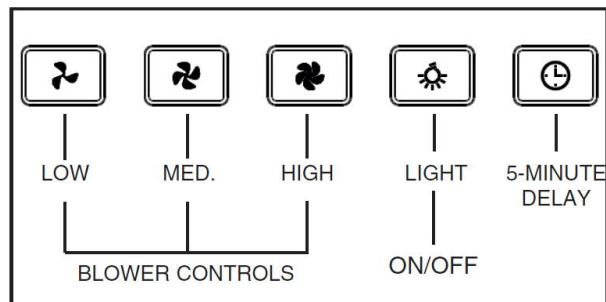 LOW MED. HIGH LIGHT 5-MINUTE
DELAY
BLOWER CONTROLS ON/OFF